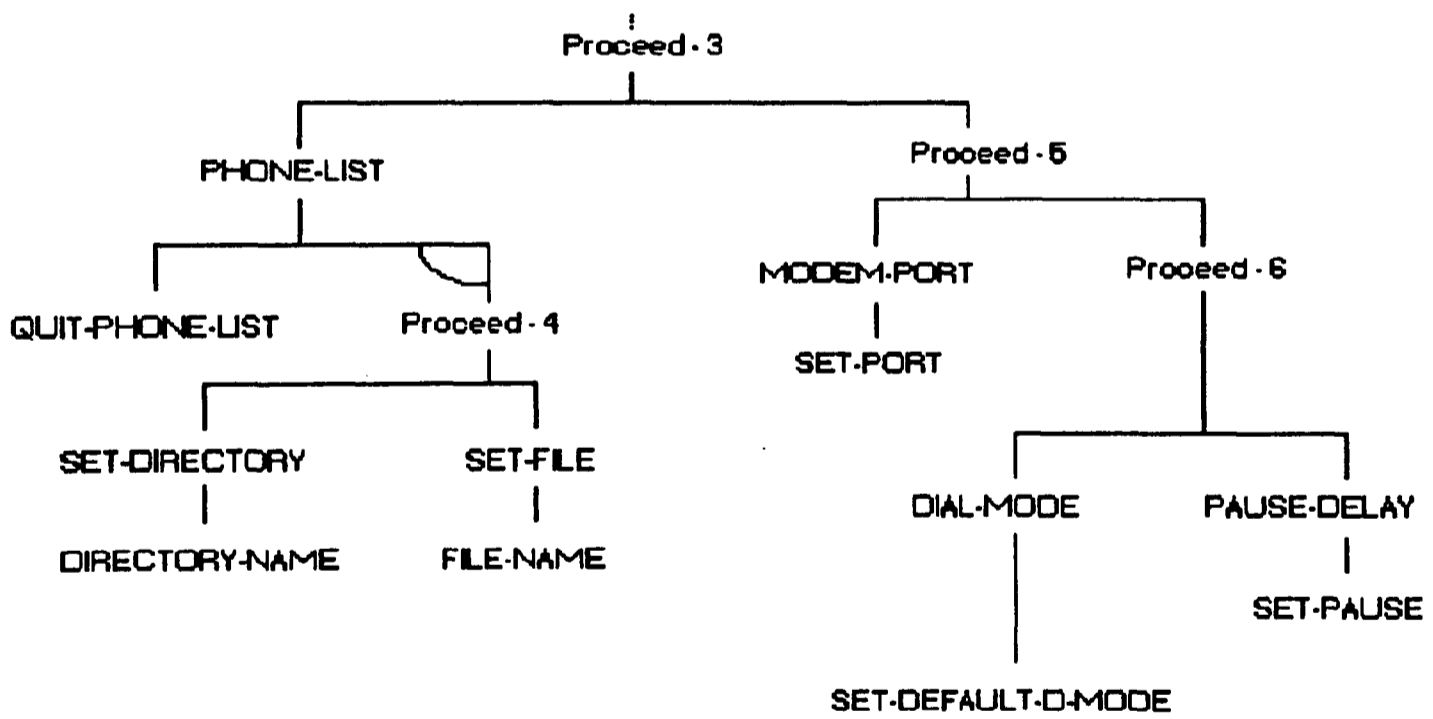 Proceed - 3
PHONE-LIST
Proceed - 5
MODEM-PORT
Proceed - 6
QUIT-PHONE-LIST
Proceed - 4
SET-PORT
SET-DIRECTORY
SET-FILE
DIAL-MODE
PAUSE-DELAY
DIRECTORY-NAME
FILE-NAME
SET-PAUSE
SET-DEFAULT-D-MODE